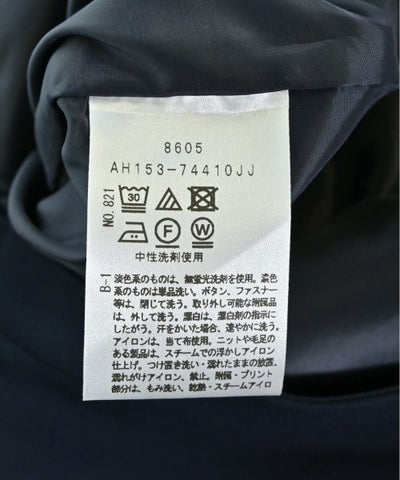 8605
AH153-74410JJ
NO.821
30
F W
中性洗剤使用
B-1
淡色系のものは、無蛍光洗剤を使用。濃色
系のものは単品洗い。ボタン、ファスナー
等は、閉じて洗う。取り外し可能な附属品
は、外して洗う。漂白は、漂白剤の指示に
したがう。汗をかいた場合、速やかに洗う。
アイロンは、当て布使用。ニットや毛足の
ある製品は、スチームでの浮かしアイロン
仕上げ。つけ置き洗い・濡れたままの放置、
濡れがけアイロン、禁止。附属・プリント
部分は、もみ洗い、乾熱・スチームアイロ